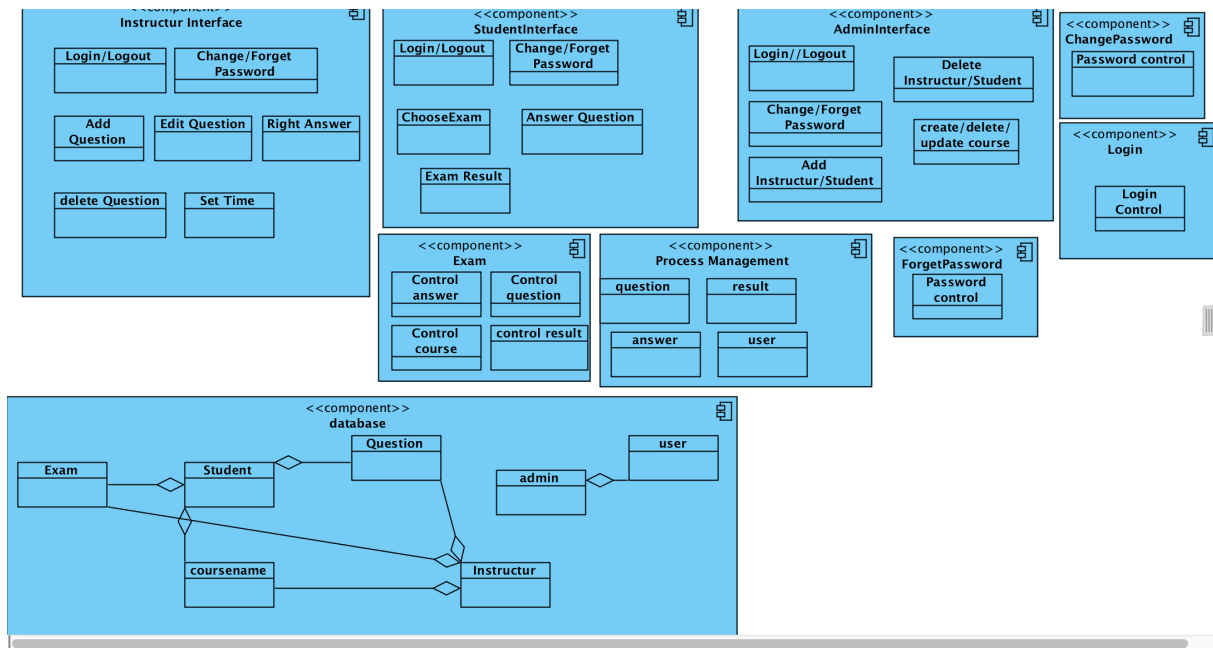 <<component>>
Instructur Interface
Login/Logout
Change/Forget
Password
Add
Question
Edit Question
Right Answer
delete Question
Set Time
<<component>>
StudentInterface
Login/Logout
Change/Forget
Password
ChooseExam
Answer Question
Exam Result
<<component>>
AdminInterface
Login//Logout
Delete
Instructur/Student
Change/Forget
Password
create/delete/
update course
Add
Instructur/Student
<<component>>
ChangePassword
Password control
<<component>>
Login
Login
Control
<<component>>
Exam
Control
answer
Control
question
Control
course
control result
<<component>>
Process Management
question
result
answer
user
<<component>>
ForgetPassword
Password
control
<<component>>
database
Exam
Student
Question
admin
user
coursename
Instructur